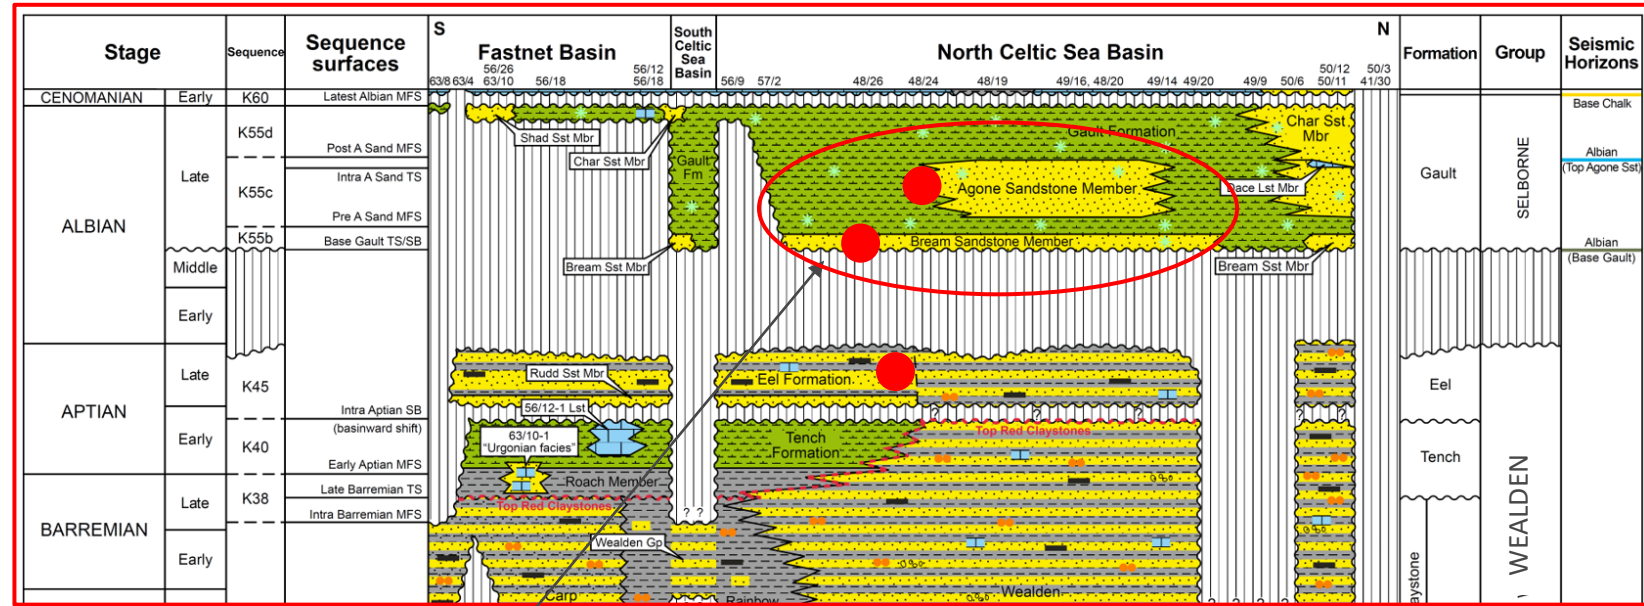 Stage
Sequence
Sequence
surfaces
S
N
Fastnet Basin
South
Celtic
Sea
Basin
North Celtic Sea Basin
Formation
Group
Seismic
Horizons
63/8 63/4
56/26
63/10
56/18
56/12
56/18
56/9
57/2
48/26
48/24
48/19
49/16, 48/20
49/14
49/20
49/9
50/6
50/12
50/11
50/3
41/30
CENOMANIAN
Early
K60
Latest Albian MFS
Base Chalk
ALBIAN
Late
Middle
Early
K55d
K55c
K55b
Post A Sand MFS
Intra A Sand TS
Pre A Sand MFS
Base Gault TS/SB
Shad Sst Mbr
Char Sst Mbr
Gault
Fm
Bream Sst Mbr
Gault Formation
Agone Sandstone Member
Bream Sandstone Member
Char Sst
Mbr
Dace Lst Mbr
Bream Sst Mbr
Gault
SELBORNE
Albian
(Top Agone Sst)
Albian
(Base Gault)
APTIAN
Late
Early
K45
K40
Intra Aptian SB
(basinward shift)
Early Aptian MFS
Rudd Sst Mbr
56/12-1 Lst
63/10-1
"Urgonian facies"
Eel Formation
? ? ? ? ?
Top Red Claystones
Tench
Formation
Eel
Tench
BARREMIAN
Late
Early
K38
Late Barremian TS
Intra Barremian MFS
Roach Member
Top Red Claystones
? ?
Wealden Gp
Carp
Rainbow
Wealden
aystone
WEALDEN